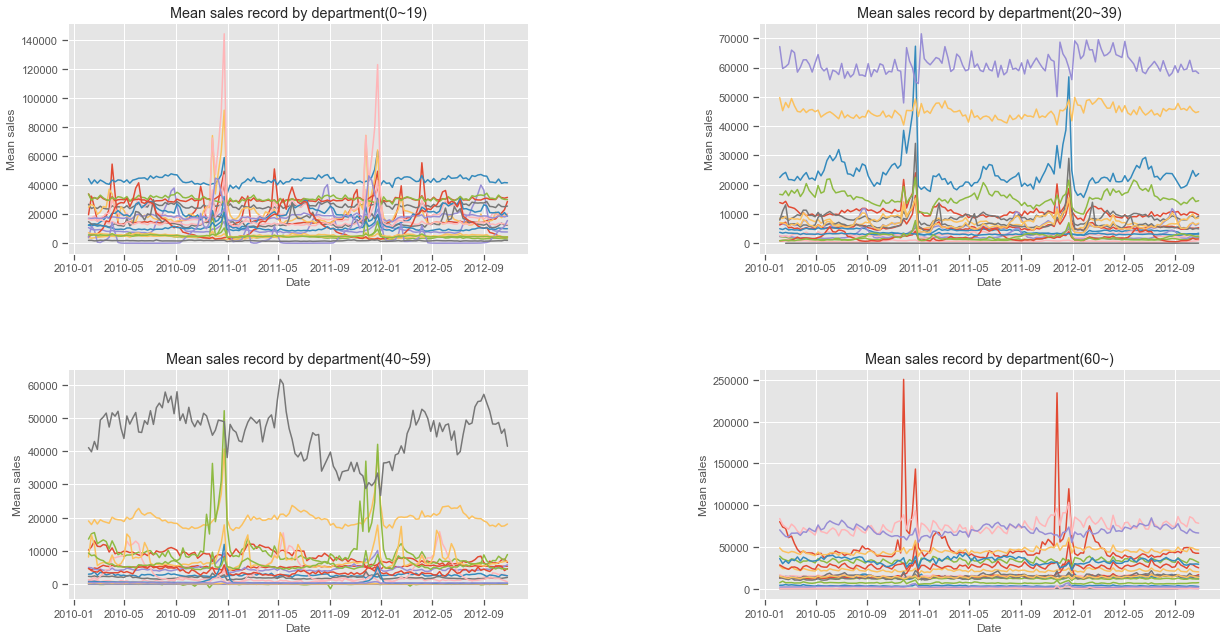 Mean sales record by department(0~19)
Mean sales
140000
120000
100000
80000
60000
40000
20000
0
2010-01 2010-05 2010-09 2011-01 2011-05 2011-09 2012-01 2012-05 2012-09
Date
Mean sales record by department(20~39)
Mean sales
70000
60000
50000
40000
30000
20000
10000
0
2010-01 2010-05 2010-09 2011-01 2011-05 2011-09 2012-01 2012-05 2012-09
Date
Mean sales record by department(40~59)
Mean sales
60000
50000
40000
30000
20000
10000
0
2010-01 2010-05 2010-09 2011-01 2011-05 2011-09 2012-01 2012-05 2012-09
Date
Mean sales record by department(60~)
Mean sales
250000
200000
150000
100000
50000
0
2010-01 2010-05 2010-09 2011-01 2011-05 2011-09 2012-01 2012-05 2012-09
Date